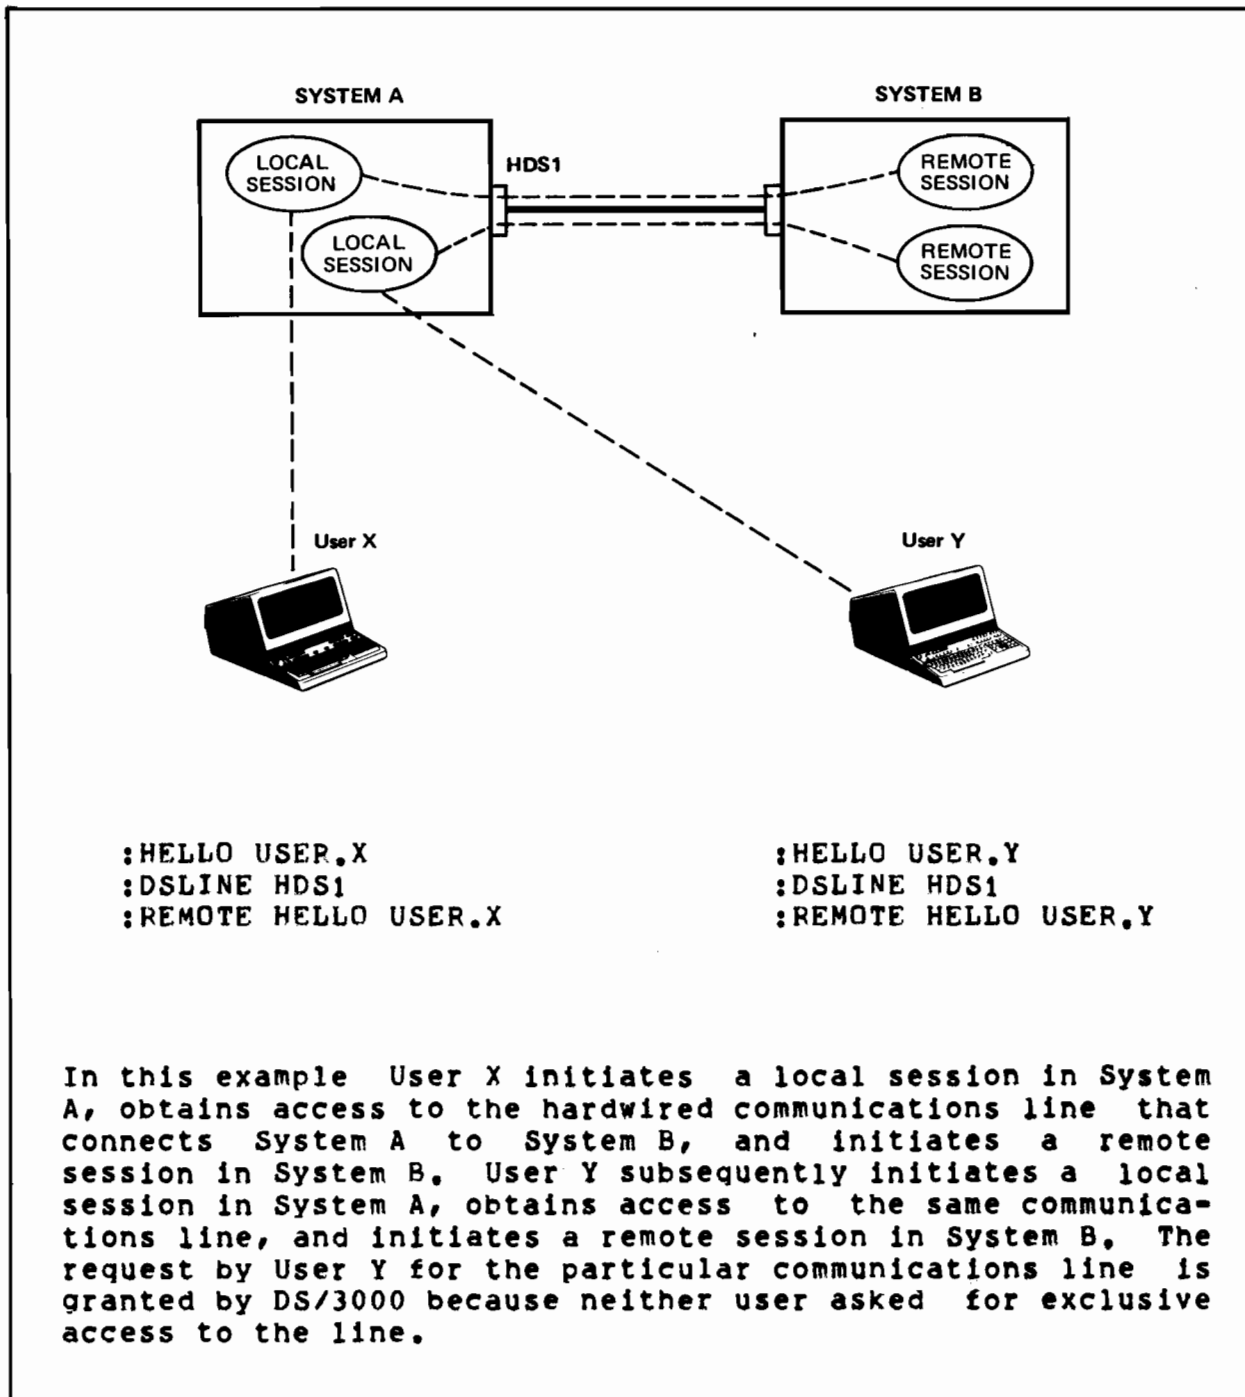 SYSTEM A
SYSTEM B
LOCAL
SESSION
HDS1
REMOTE
SESSION
LOCAL
SESSION
REMOTE
SESSION
User X
User Y
:HELLO USER.X
:DSLINE HDS1
:REMOTE HELLO USER.X
:HELLO USER.Y
:DSLINE HDS1
:REMOTE HELLO USER.Y
In this example User X initiates a local session in System
A, obtains access to the hardwired communications line that
connects System A to System B, and initiates a remote
session in System B. User Y subsequently initiates a local
session in System A, obtains access to the same communica-
tions line, and initiates a remote session in System B. The
request by User Y for the particular communications line is
granted by DS/3000 because neither user asked for exclusive
access to the line.